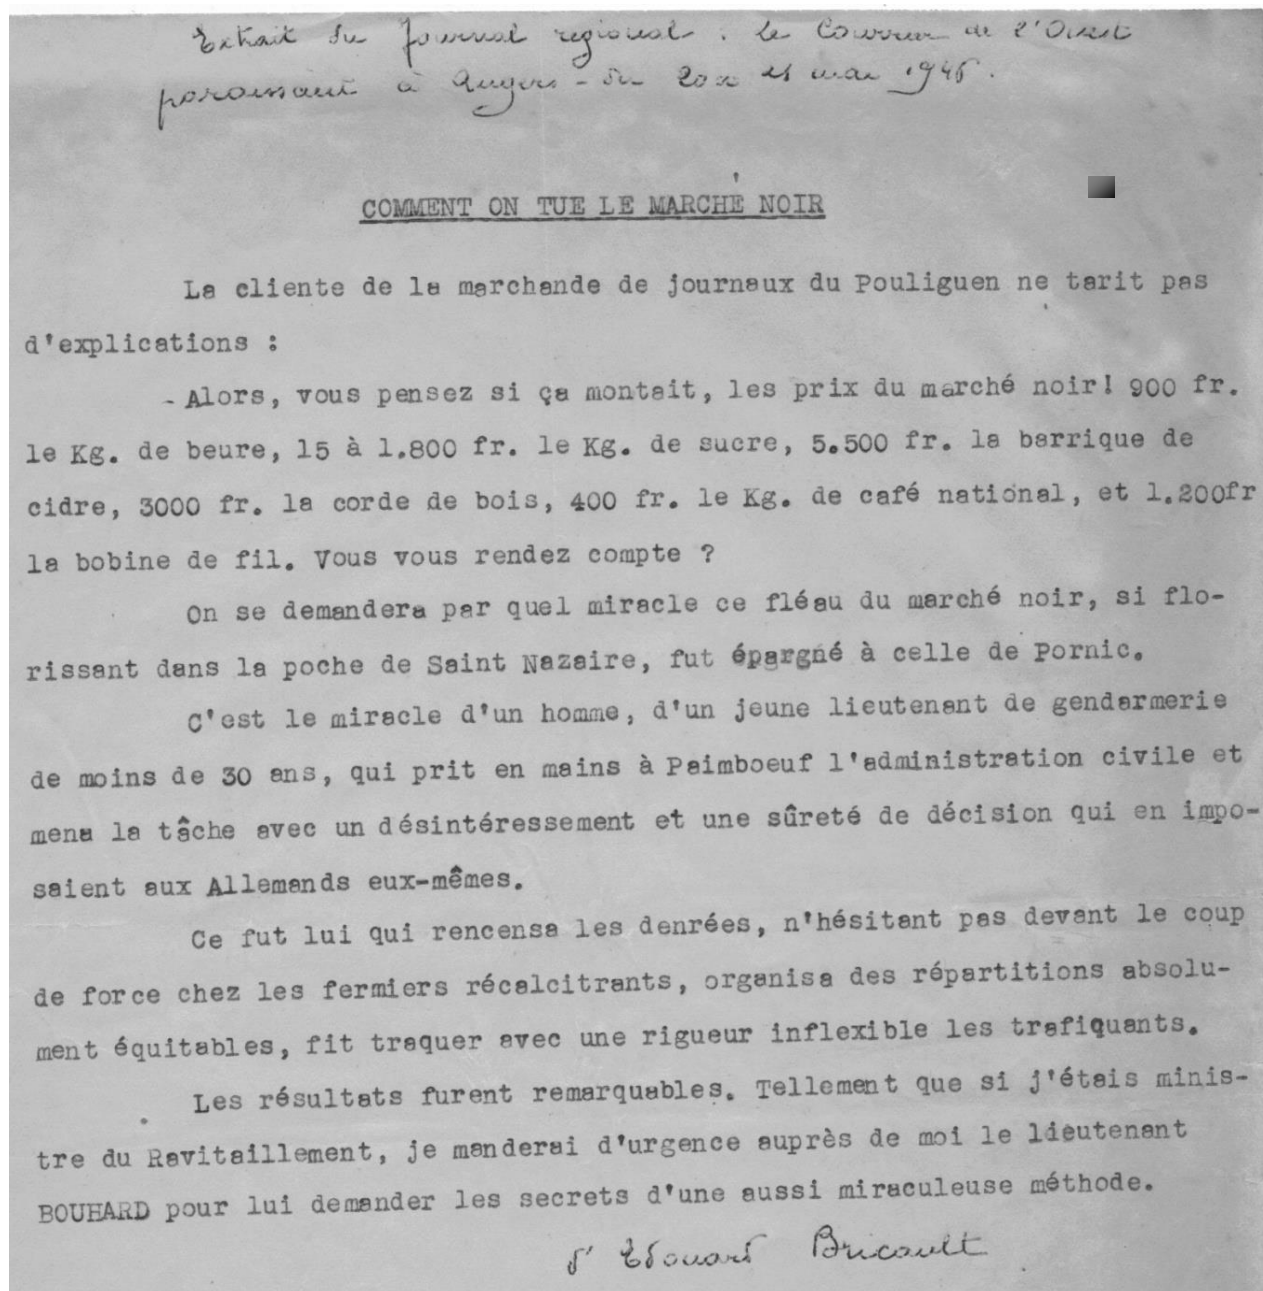 Extrait du Journal régional : le Courrier de l'Ouest
paraissant à Angers - du 20 et 21 mai 1945.
COMMENT ON TUE LE MARCHÉ NOIR
La cliente de la marchande de journaux du Pouliguen ne tarit pas
d'explications :
- Alors, vous pensez si ça montait, les prix du marché noir! 900 fr.
le Kg. de beure, 15 à 1.800 fr. le Kg. de sucre, 5.500 fr. la barrique de
cidre, 3000 fr. la corde de bois, 400 fr. le Kg. de café national, et 1.200fr
la bobine de fil. Vous vous rendez compte ?
On se demandera par quel miracle ce fléau du marché noir, si flo-
rissant dans la poche de Saint Nazaire, fut épargné à celle de Pornic.
C'est le miracle d'un homme, d'un jeune lieutenant de gendarmerie
de moins de 30 ans, qui prit en mains à Paimboeuf l'administration civile et
mena la tâche avec un désintéressement et une sûreté de décision qui en impo-
saient aux Allemands eux-mêmes.
Ce fut lui qui rencensa les denrées, n'hésitant pas devant le coup
de force chez les fermiers récalcitrants, organisa des répartitions absolu-
ment équitables, fit traquer avec une rigueur inflexible les trafiquants.
Les résultats furent remarquables. Tellement que si j'étais minis-
tre du Ravitaillement, je manderai d'urgence auprès de moi le lieutenant
BOUHARD pour lui demander les secrets d'une aussi miraculeuse méthode.
Edouard Bricault